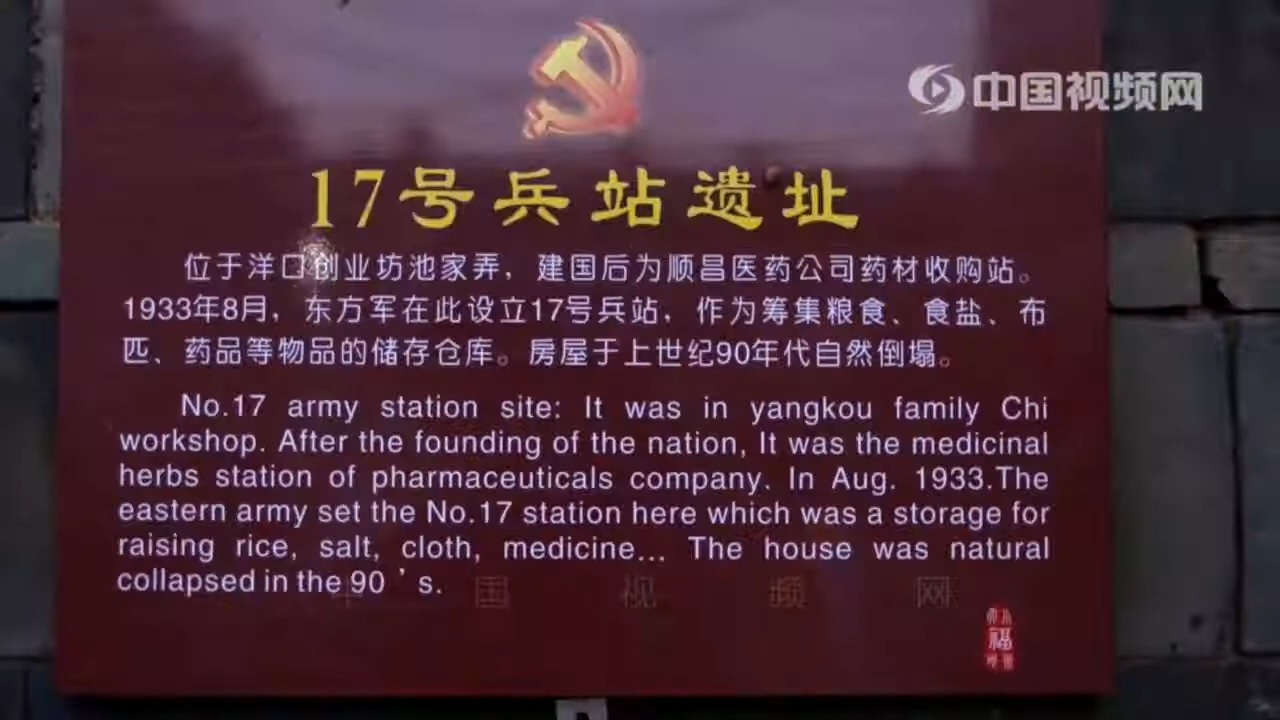 中国视频网
17号兵站遗址
位于洋口创业坊池家弄，建国后为顺昌医药公司药材收购站。
1933年8月，东方军在此设立17号兵站，作为筹集粮食、食盐、布
匹、药品等物品的储存仓库。房屋于上世纪90年代自然倒塌。
No.17 army station site: It was in yangkou family Chi
workshop. After the founding of the nation, It was the medicinal
herbs station of pharmaceuticals company. In Aug. 1933.The
eastern army set the No.17 station here which was a storage for
raising rice, salt, cloth, medicine... The house was natural
collapsed in the 90 ’ s.
中国视频网
福